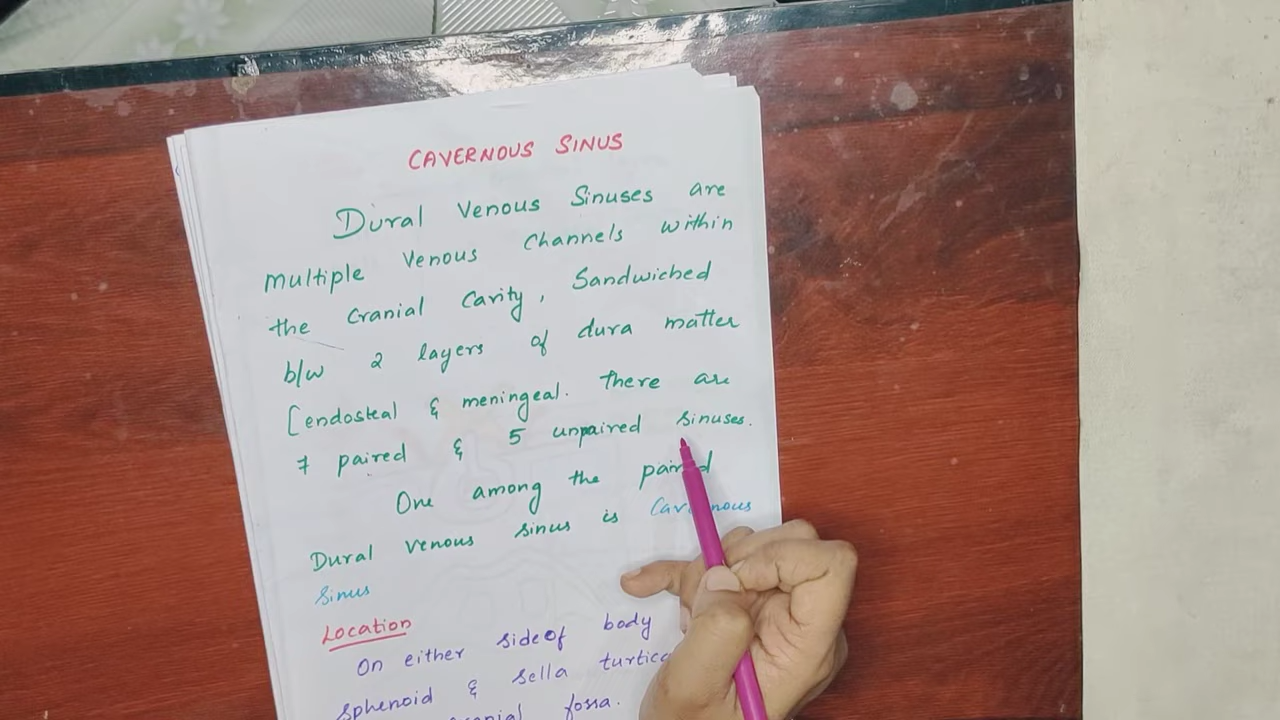 CAVERNOUS SINUS
Dural Venous Sinuses are
multiple Venous Channels within
the Cranial Cavity, Sandwiched
b/w 2 layers of dura matter
[endosteal & meningeal. There are
7 paired & 5 unpaired sinuses.
One among the paired
Dural venous sinus is
Sinus
Location
On either side of body
sphenoid & sella
fossa.